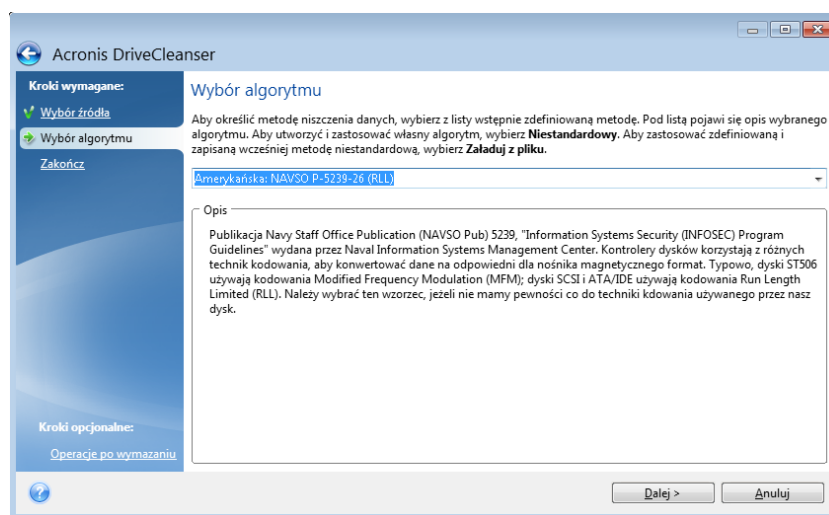 Acronis DriveCleanser
Kroki wymagane:
Wybór źródła
Wybór algorytmu
Zakończ
Kroki opcjonalne:
Operacje po wymazaniu
Wybór algorytmu
Aby określić metodę niszczenia danych, wybierz z listy wstępnie zdefiniowaną metodę. Pod listą pojawi się opis wybranego
algorytmu. Aby utworzyć i zastosować własny algorytm, wybierz Niestandardowy. Aby zastosować zdefiniowaną i
zapisaną wcześniej metodę niestandardową, wybierz Załaduj z pliku.
Amerykańska: NAVSO P-5239-26 (RLL)
Opis
Publikacja Navy Staff Office Publication (NAVSO Pub) 5239, "Information Systems Security (INFOSEC) Program
Guidelines" wydana przez Naval Information Systems Management Center. Kontrolery dysków korzystają z różnych
technik kodowania, aby konwertować dane na odpowiedni dla nośnika magnetycznego format. Typowo, dyski ST506
używają kodowania Modified Frequency Modulation (MFM); dyski SCSI i ATA/IDE używają kodowania Run Length
Limited (RLL). Należy wybrać ten wzorzec, jeżeli nie mamy pewności co do techniki kdowania używanego przez nasz
dysk.
Dalej >
Anuluj